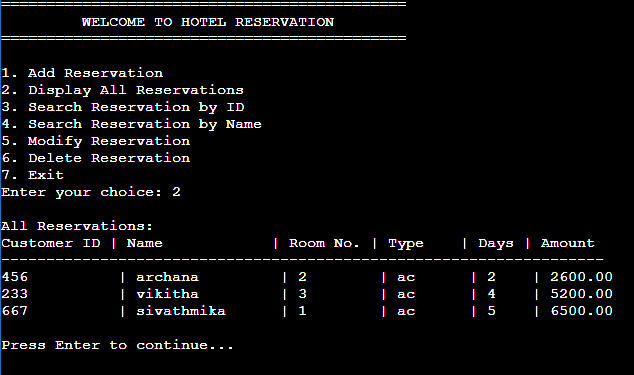 =============================================
         WELCOME TO HOTEL RESERVATION
=============================================
1. Add Reservation
2. Display All Reservations
3. Search Reservation by ID
4. Search Reservation by Name
5. Modify Reservation
6. Delete Reservation
7. Exit
Enter your choice: 2
All Reservations:
Customer ID | Name            | Room No. | Type    | Days | Amount
-------------------------------------------------------------------
456          | archana         | 2        | ac      | 2    | 2600.00
233          | vikitha         | 3        | ac      | 4    | 5200.00
667          | sivathmika      | 1        | ac      | 5    | 6500.00
Press Enter to continue...